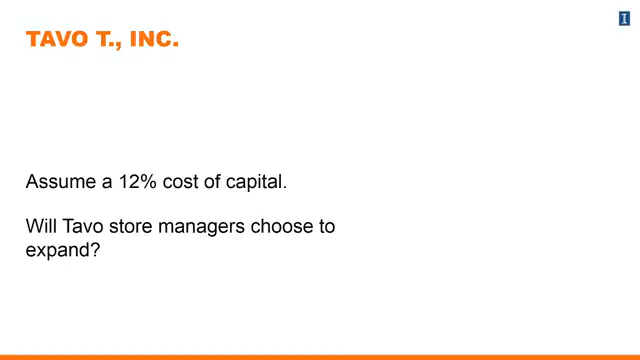 TAVO T., INC.
I
Assume a 12% cost of capital.
Will Tavo store managers choose to
expand?